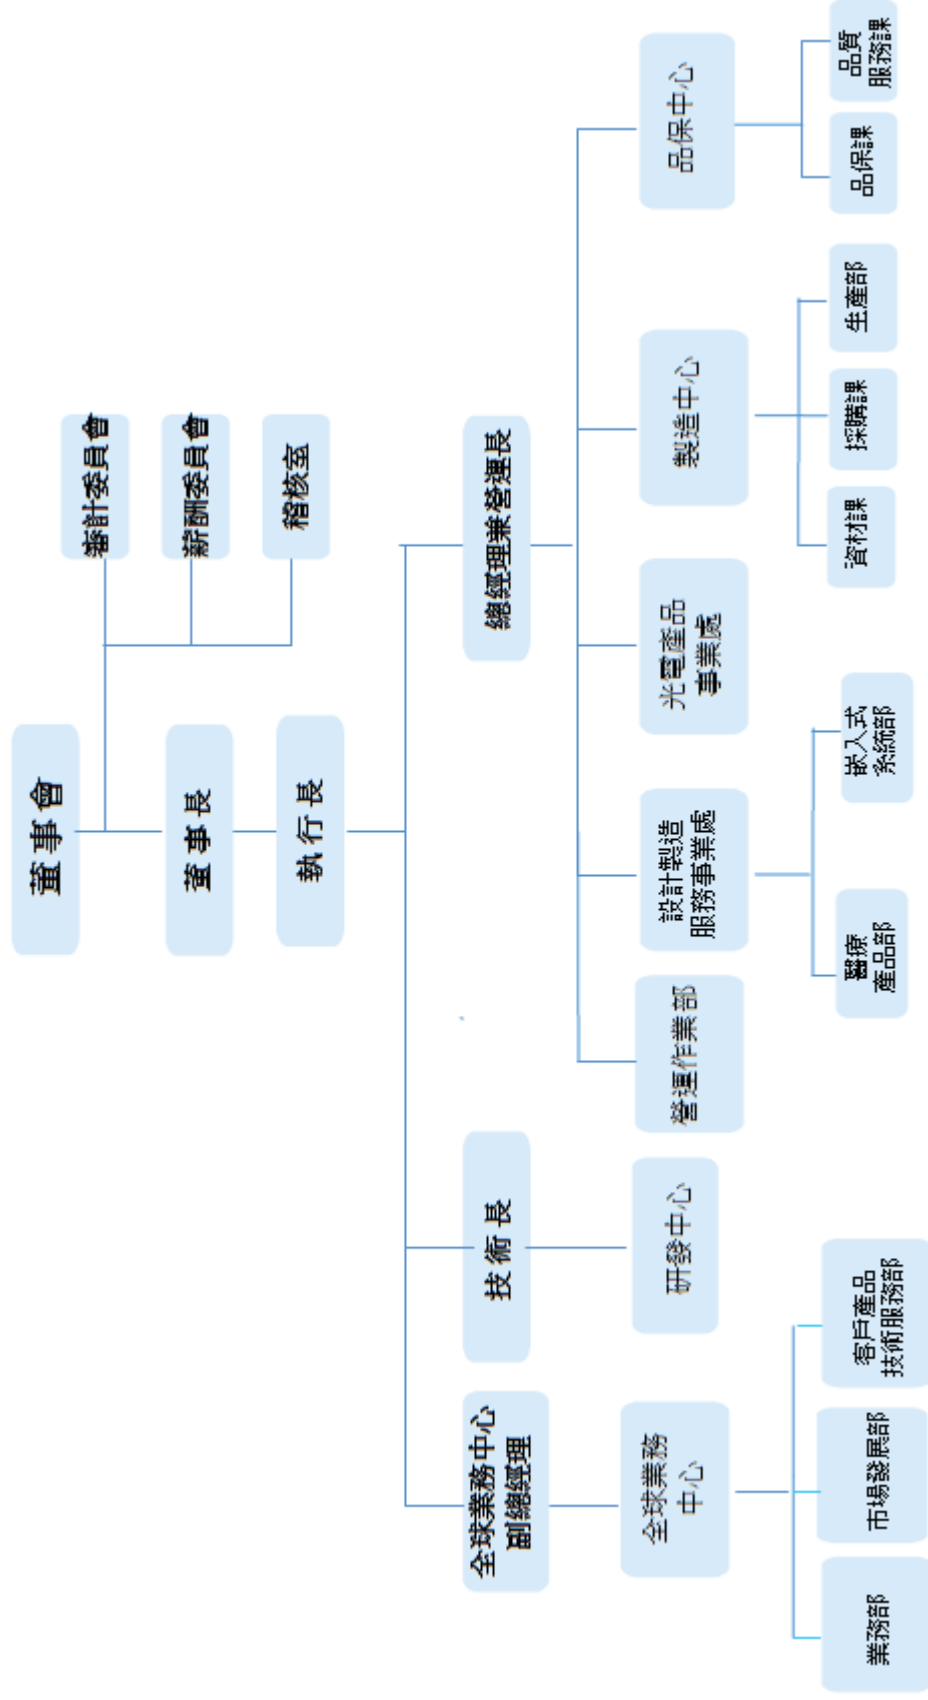 董事會
審計委員會
薪酬委員會
稽核室
董事長
執行長
全球業務中心
副總經理
技術長
總經理兼營運長
全球業務
中心
研發中心
營運作業部
設計製造
服務事業處
光電產品
事業處
製造中心
品保中心
業務部
市場發展部
客戶產品
技術服務部
醫療
產品部
嵌入式
系統部
資材課
採購課
生產部
品保課
品質
服務課